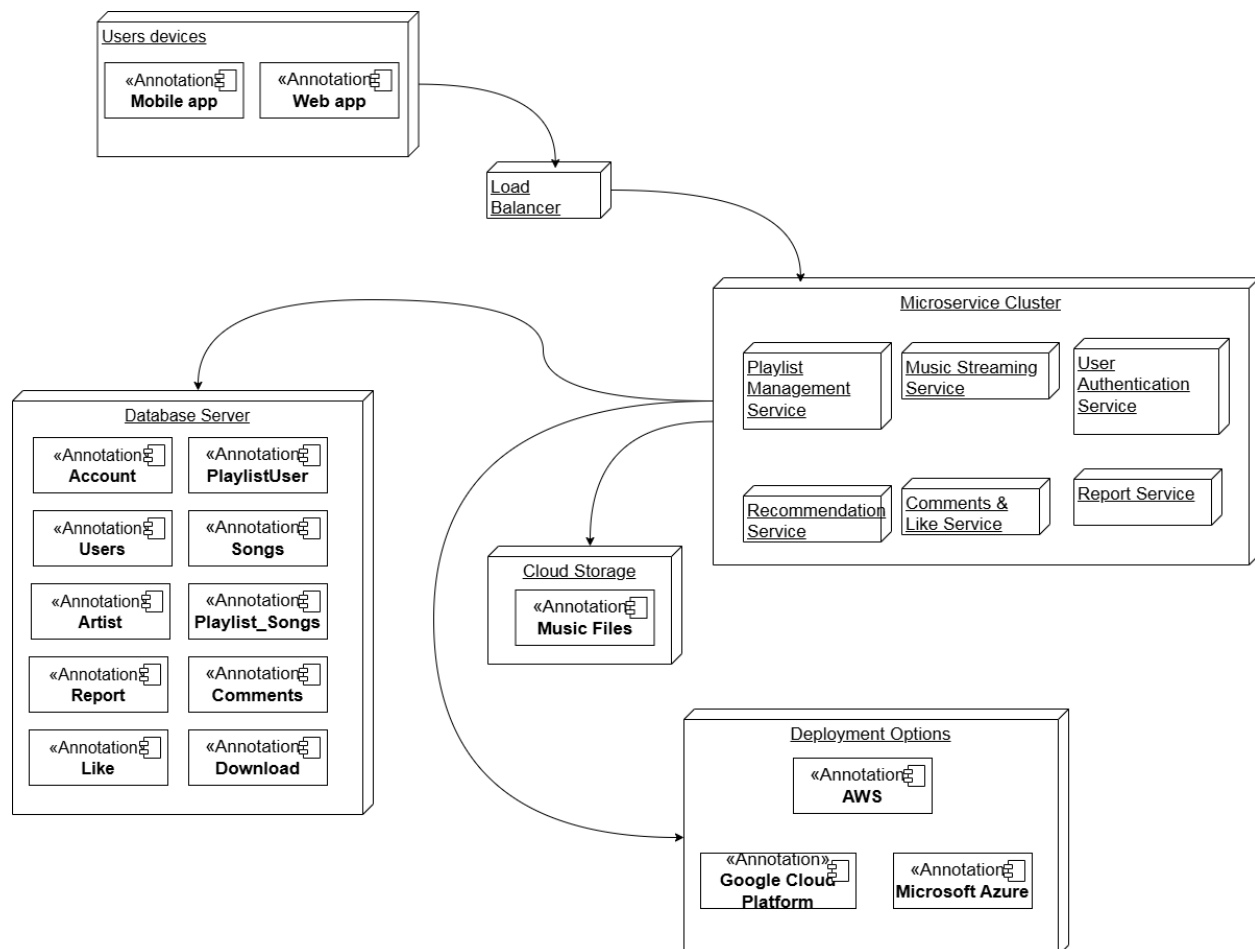 Users devices
«Annotation»
Mobile app
«Annotation»
Web app
Load
Balancer
Microservice Cluster
Playlist
Management
Service
Music Streaming
Service
User
Authentication
Service
Recommendation
Service
Comments &
Like Service
Report Service
Database Server
«Annotation»
Account
«Annotation»
PlaylistUser
«Annotation»
Users
«Annotation»
Songs
«Annotation»
Artist
«Annotation»
Playlist_Songs
«Annotation»
Report
«Annotation»
Comments
«Annotation»
Like
«Annotation»
Download
Cloud Storage
«Annotation»
Music Files
Deployment Options
«Annotation»
AWS
«Annotation»
Google Cloud
Platform
«Annotation»
Microsoft Azure